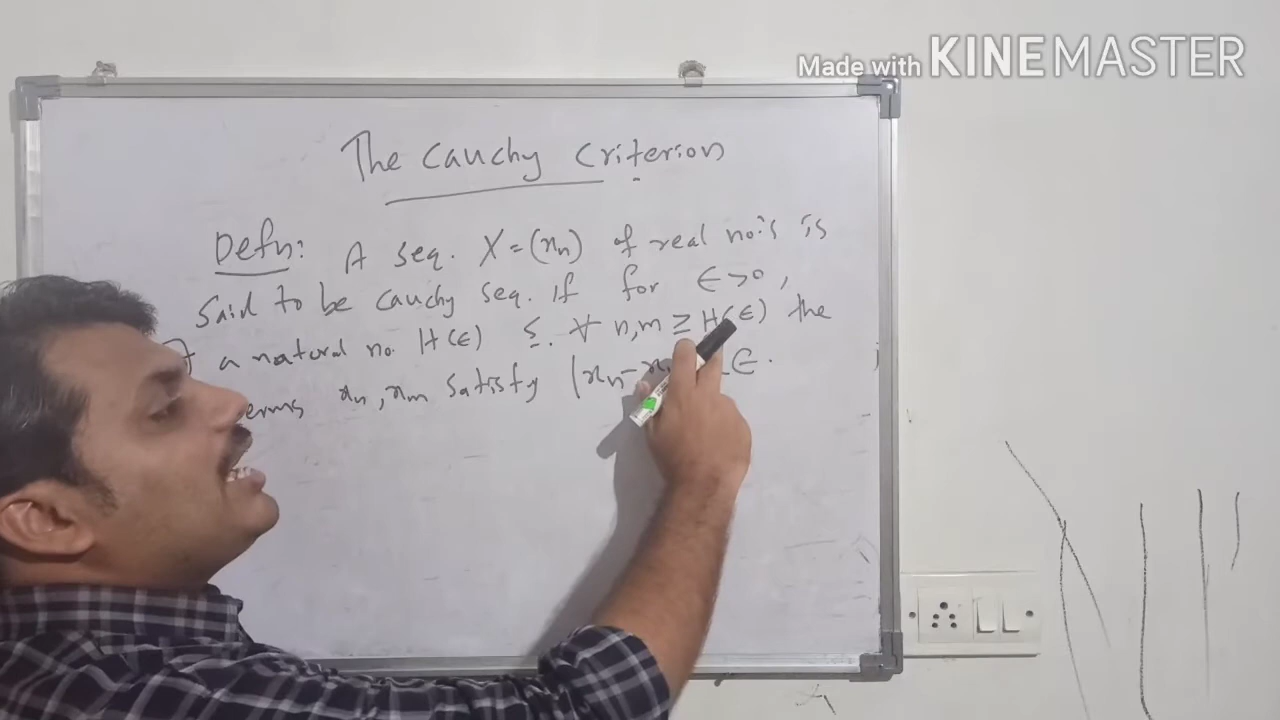 Made with KINEMASTER
The Cauchy Criterion
Defn: A seq. X = (xn) of real no.'s is
said to be Cauchy seq. if for ∈ >0,
a natural no. H(∈) s. ∀ n,m ≥ H(∈) the
xn, xm satisfy |xn - ∈.